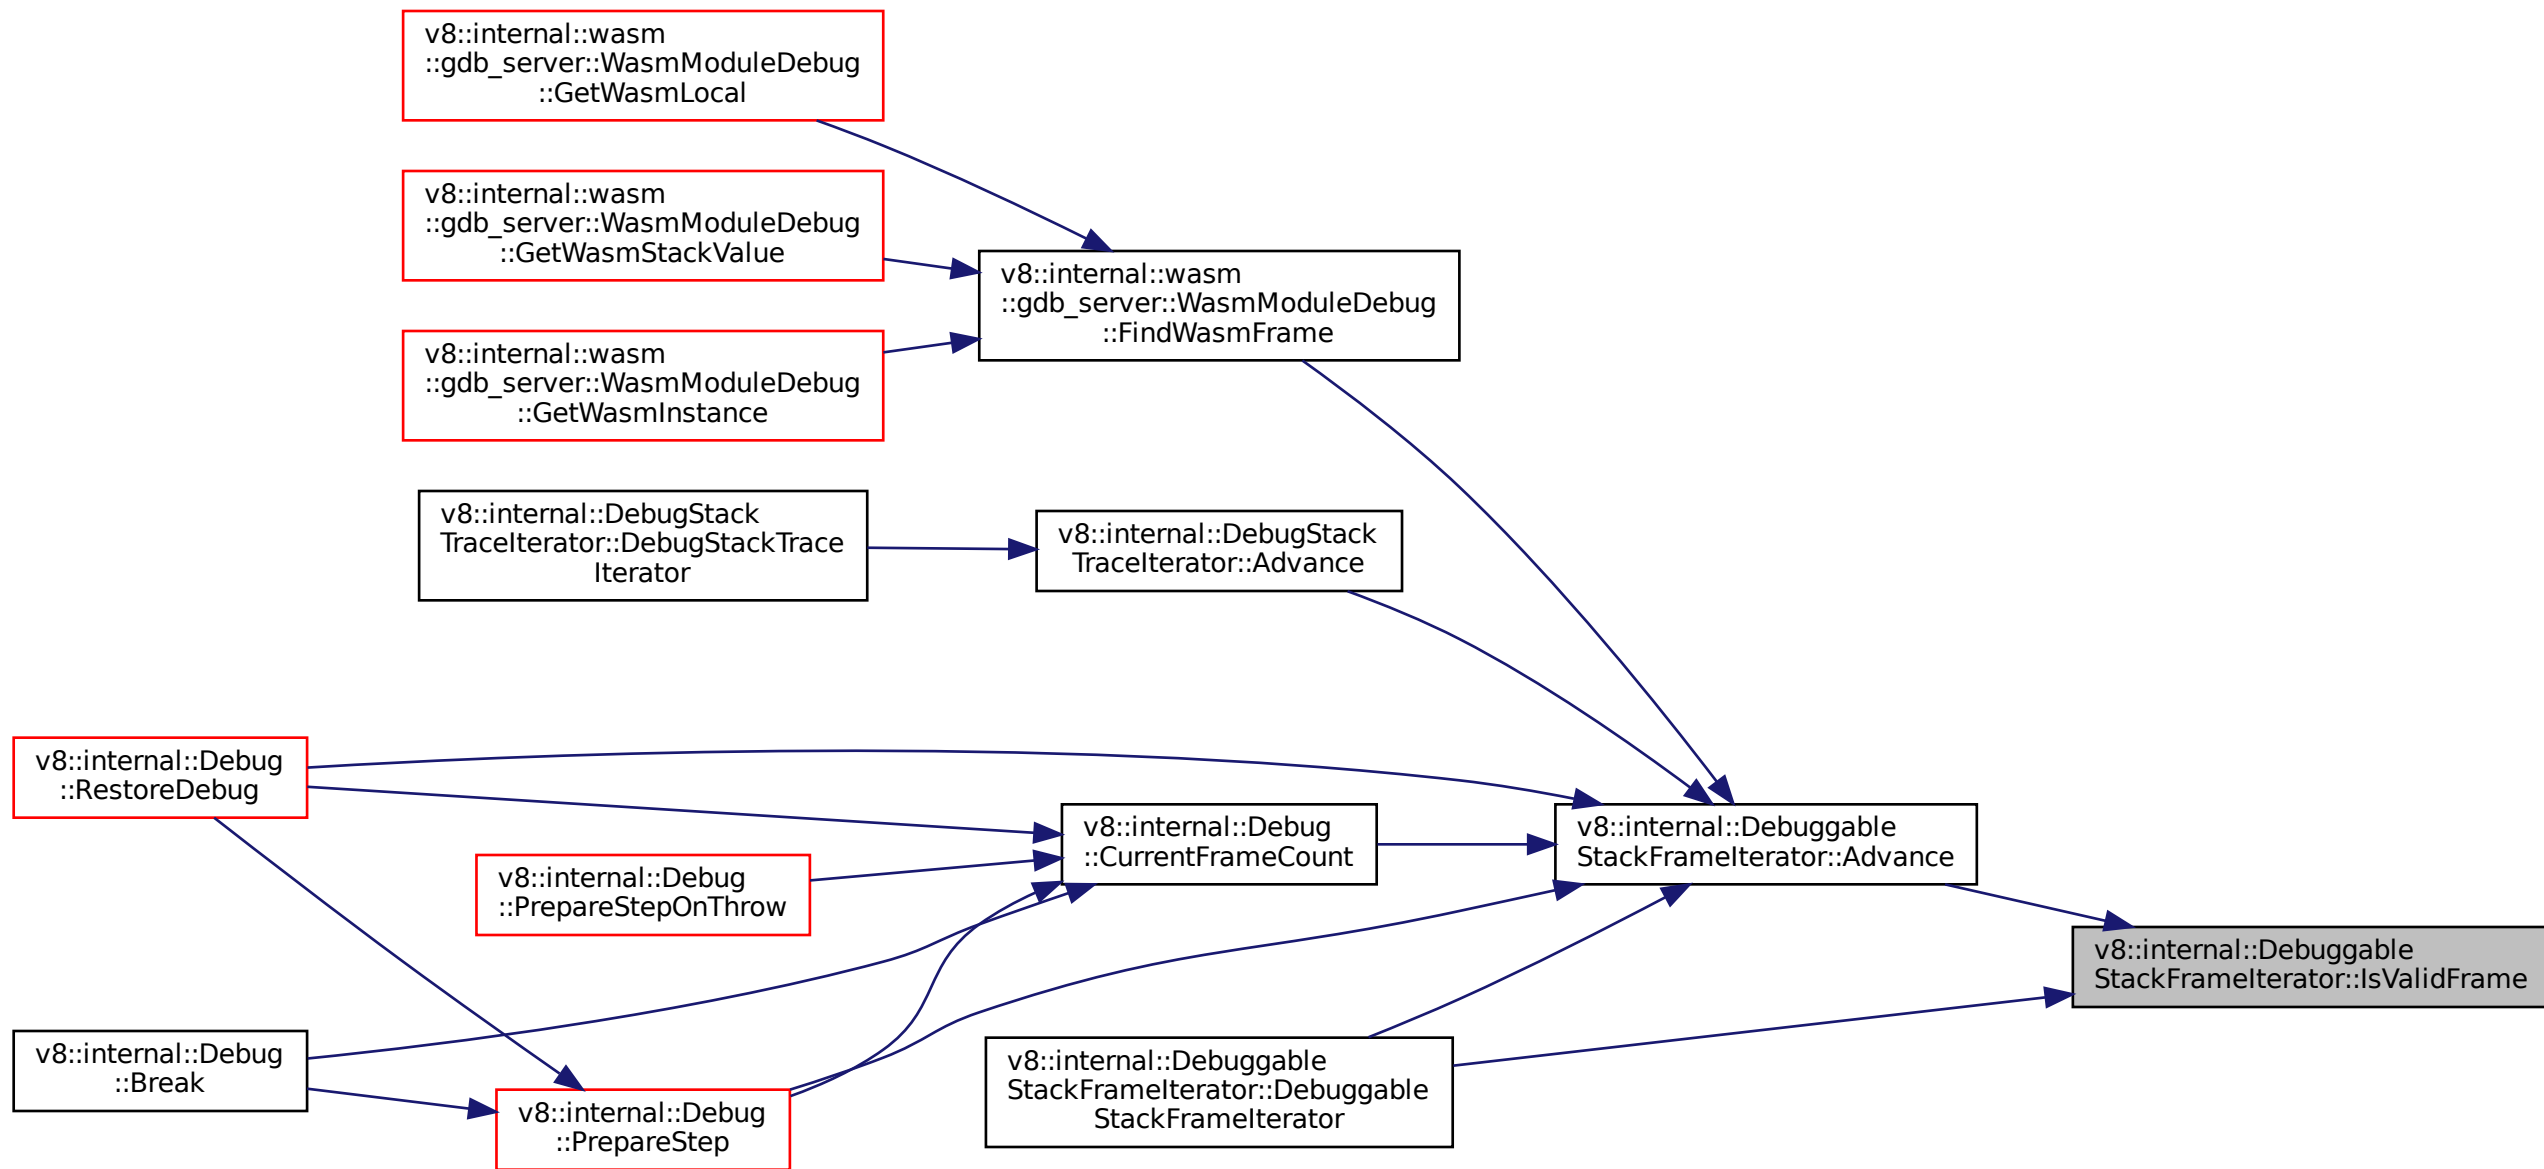 v8::internal::wasm
::gdb_server::WasmModuleDebug
::GetWasmLocal
v8::internal::wasm
::gdb_server::WasmModuleDebug
::GetWasmStackValue
v8::internal::wasm
::gdb_server::WasmModuleDebug
::FindWasmFrame
v8::internal::wasm
::gdb_server::WasmModuleDebug
::GetWasmInstance
v8::internal::DebugStack
TraceIterator::DebugStackTrace
Iterator
v8::internal::DebugStack
TraceIterator::Advance
v8::internal::Debug
::RestoreDebug
v8::internal::Debug
::CurrentFrameCount
v8::internal::Debuggable
StackFrameIterator::Advance
v8::internal::Debug
::PrepareStepOnThrow
v8::internal::Debuggable
StackFrameIterator::IsValidFrame
v8::internal::Debug
::Break
v8::internal::Debug
::PrepareStep
v8::internal::Debuggable
StackFrameIterator::Debuggable
StackFrameIterator